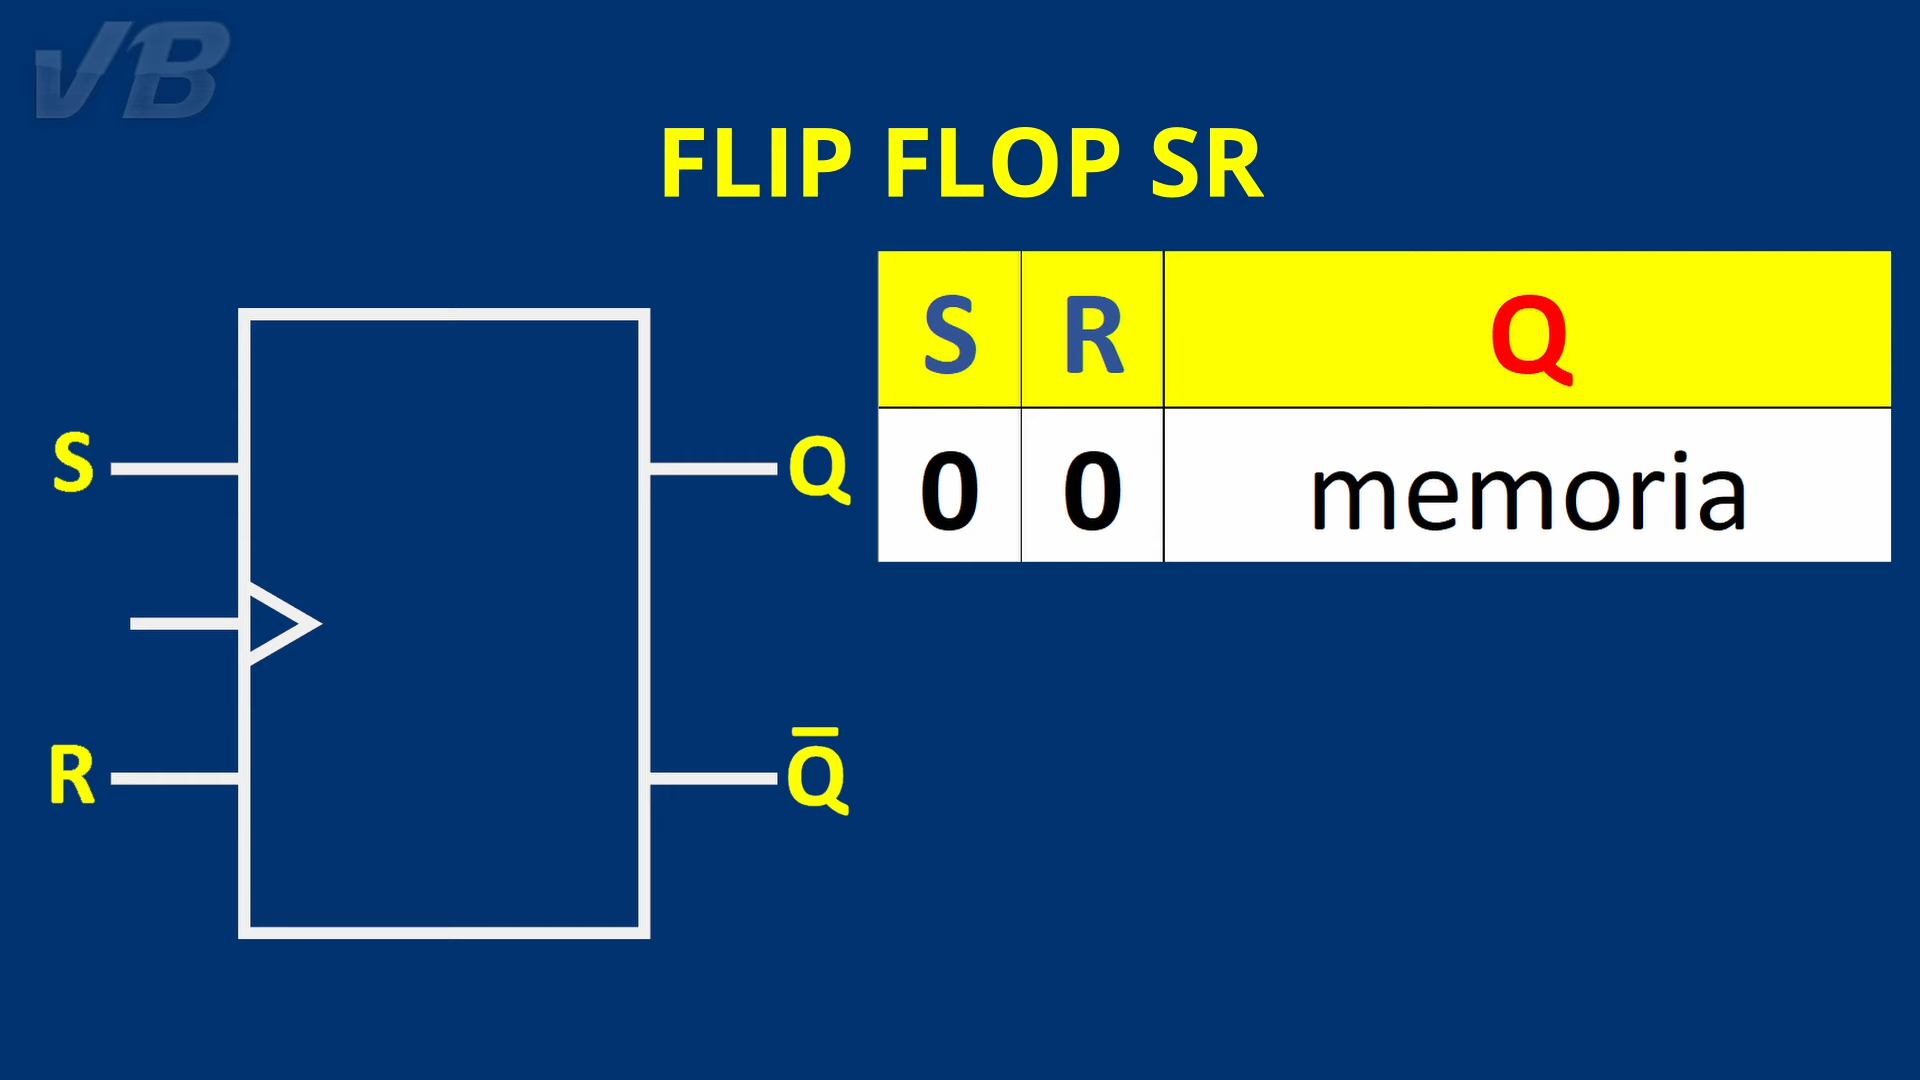 VB
FLIP FLOP SR
S R Q
0 0 memoria
S
Q
R
Q̅